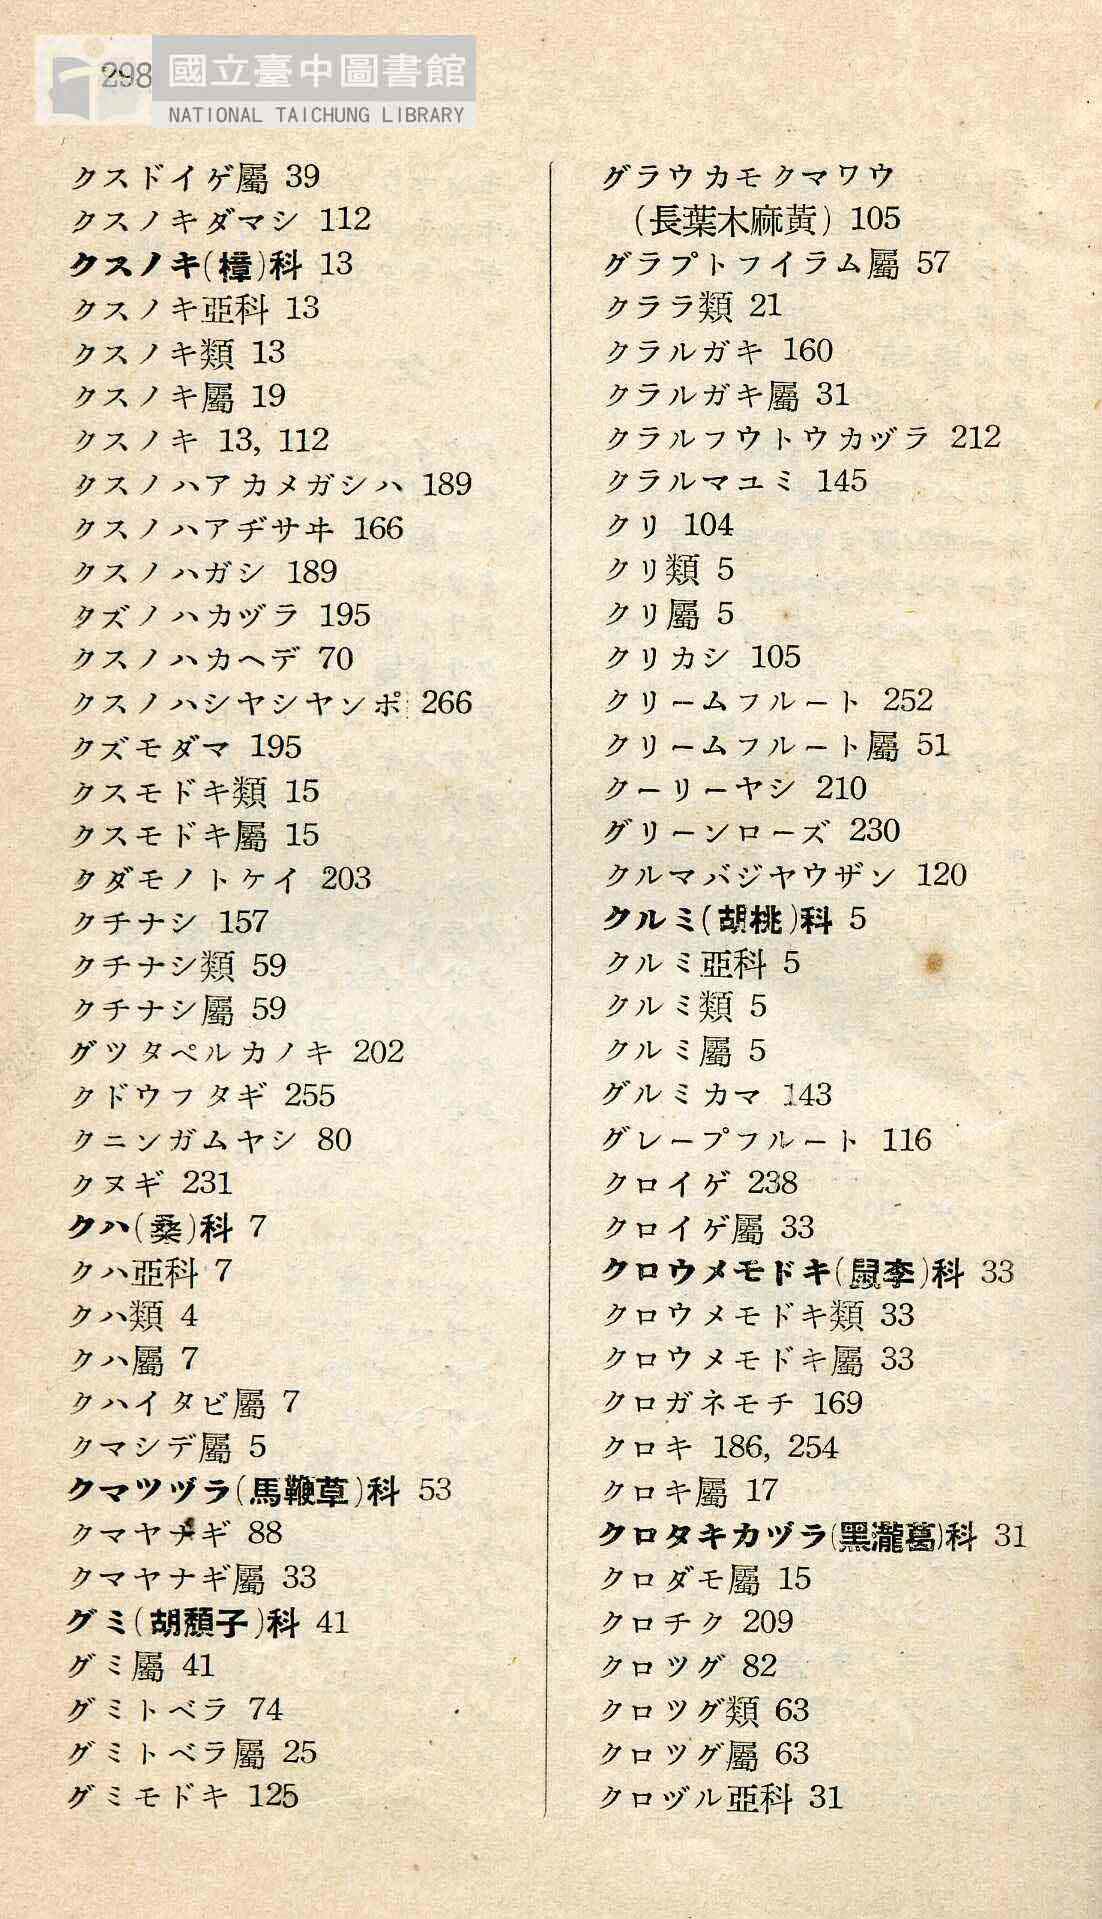 298
國立臺中圖書館
NATIONAL TAICHUNG LIBRARY
クスドイゲ屬 39
クスノキダマシ 112
クスノキ(樟)科 13
クスノキ亞科 13
クスノキ類 13
クスノキ屬 19
クスノキ 13, 112
クスノハアカメガシハ 189
クスノハアヂサヰ 166
クスノハガシ 189
クズノハカヅラ 195
クスノハカヘデ 70
クスノハシヤシヤンポ 266
クズモダマ 195
クスモドキ類 15
クスモドキ屬 15
クダモノトケイ 203
クチナシ 157
クチナシ類 59
クチナシ屬 59
グツタペルカノキ 202
クドウフタギ 255
クニンガムヤシ 80
クヌギ 231
クハ(桑)科 7
クハ亞科 7
クハ類 4
クハ屬 7
クハイタビ屬 7
クマシデ屬 5
クマツヅラ(馬鞭草)科 53
クマヤナギ 88
クマヤナギ屬 33
グミ(胡頽子)科 41
グミ屬 41
グミトベラ 74
グミトベラ屬 25
グミモドキ 125
グラウカモクマワウ
(長葉木麻黃) 105
グラプトフイラム屬 57
クララ類 21
クラルガキ 160
クラルガキ屬 31
クラルフウトウカヅラ 212
クラルマユミ 145
クリ 104
クリ類 5
クリ屬 5
クリカシ 105
クリームフルート 252
クリームフルート屬 51
クーリーヤシ 210
グリーンローズ 230
クルマバジヤウザン 120
クルミ(胡桃)科 5
クルミ亞科 5
クルミ類 5
クルミ屬 5
グルミカマ 143
グレープフルート 116
クロイゲ 238
クロイゲ屬 33
クロウメモドキ(鼠李)科 33
クロウメモドキ類 33
クロウメモドキ屬 33
クロガネモチ 169
クロキ 186, 254
クロキ屬 17
クロタキカヅラ(黑瀧葛)科 31
クロダモ屬 15
クロチク 209
クロツグ 82
クロツグ類 63
クロツゲ屬 63
クロヅル亞科 31